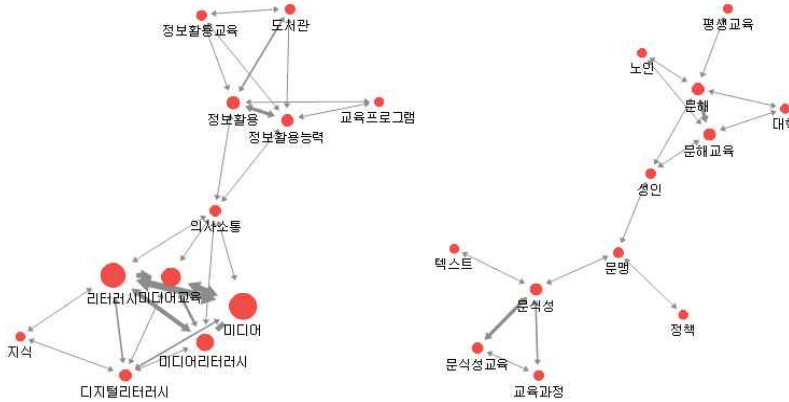 정보활용교육
도서관
정보활용
정보활용능력
교육프로그램
의사소통
리터러시
미디어교육
미디어
미디어리터러시
지식
디지털리터러시
평생교육
노인
문해
대학
문해교육
성인
문맹
텍스트
문식성
정책
문식성교육
교육과정